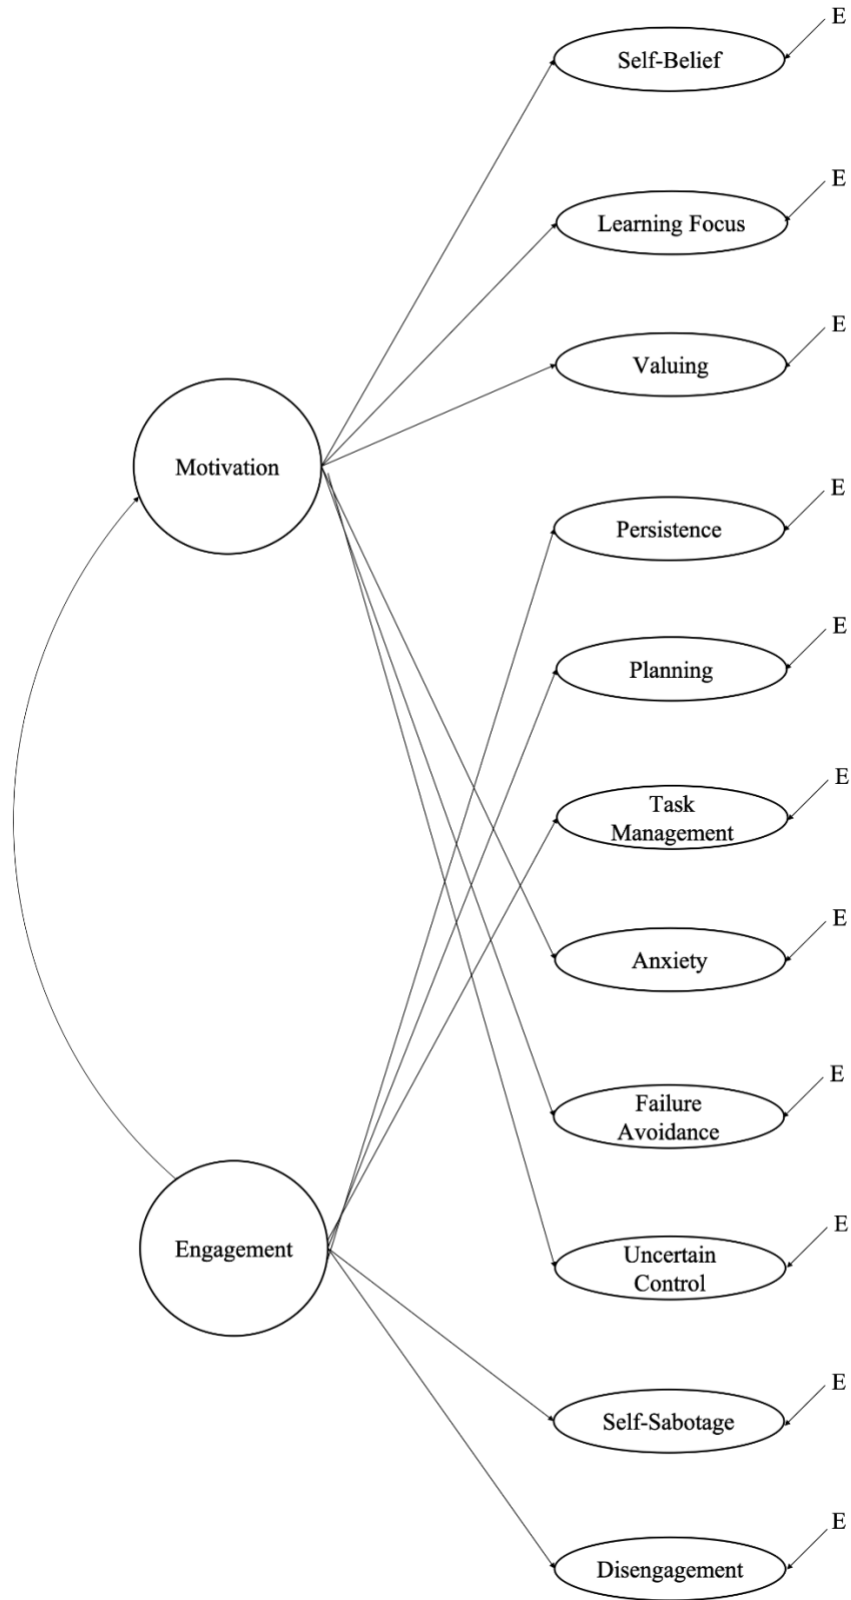 E
Self-Belief
E
Learning Focus
E
Valuing
Motivation
E
Persistence
E
Planning
E
Task
Management
E
Anxiety
E
Failure
Avoidance
E
Engagement
Uncertain
Control
E
Self-Sabotage
E
Disengagement